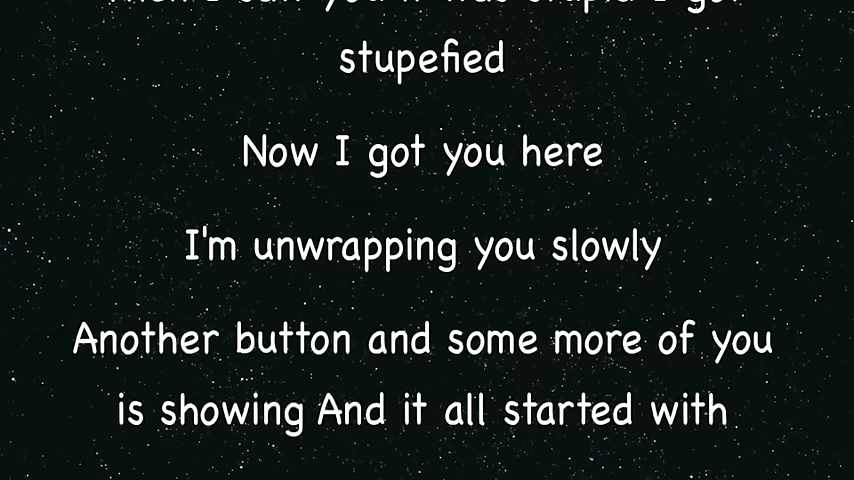 stupefied
Now I got you here
I'm unwrapping you slowly
Another button and some more of you
is showing And it all started with